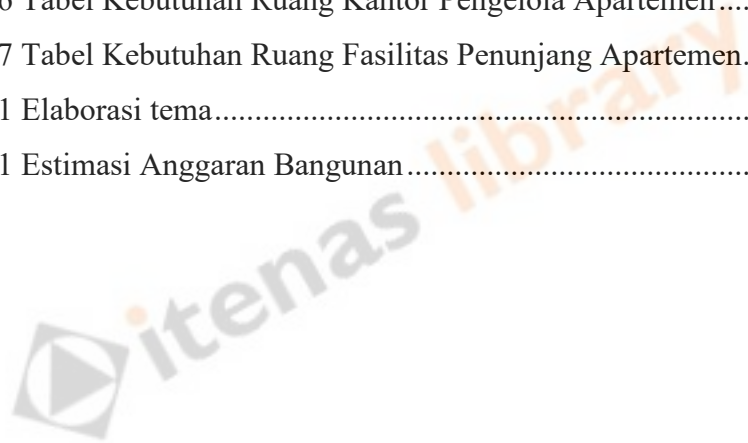 6 Tabel Kebutuhan Ruang Kantor Pengelola Apartemen....
7 Tabel Kebutuhan Ruang Fasilitas Penunjang Apartemen.
1 Elaborasi tema.................................................................
1 Estimasi Anggaran Bangunan.........................................
itenas library